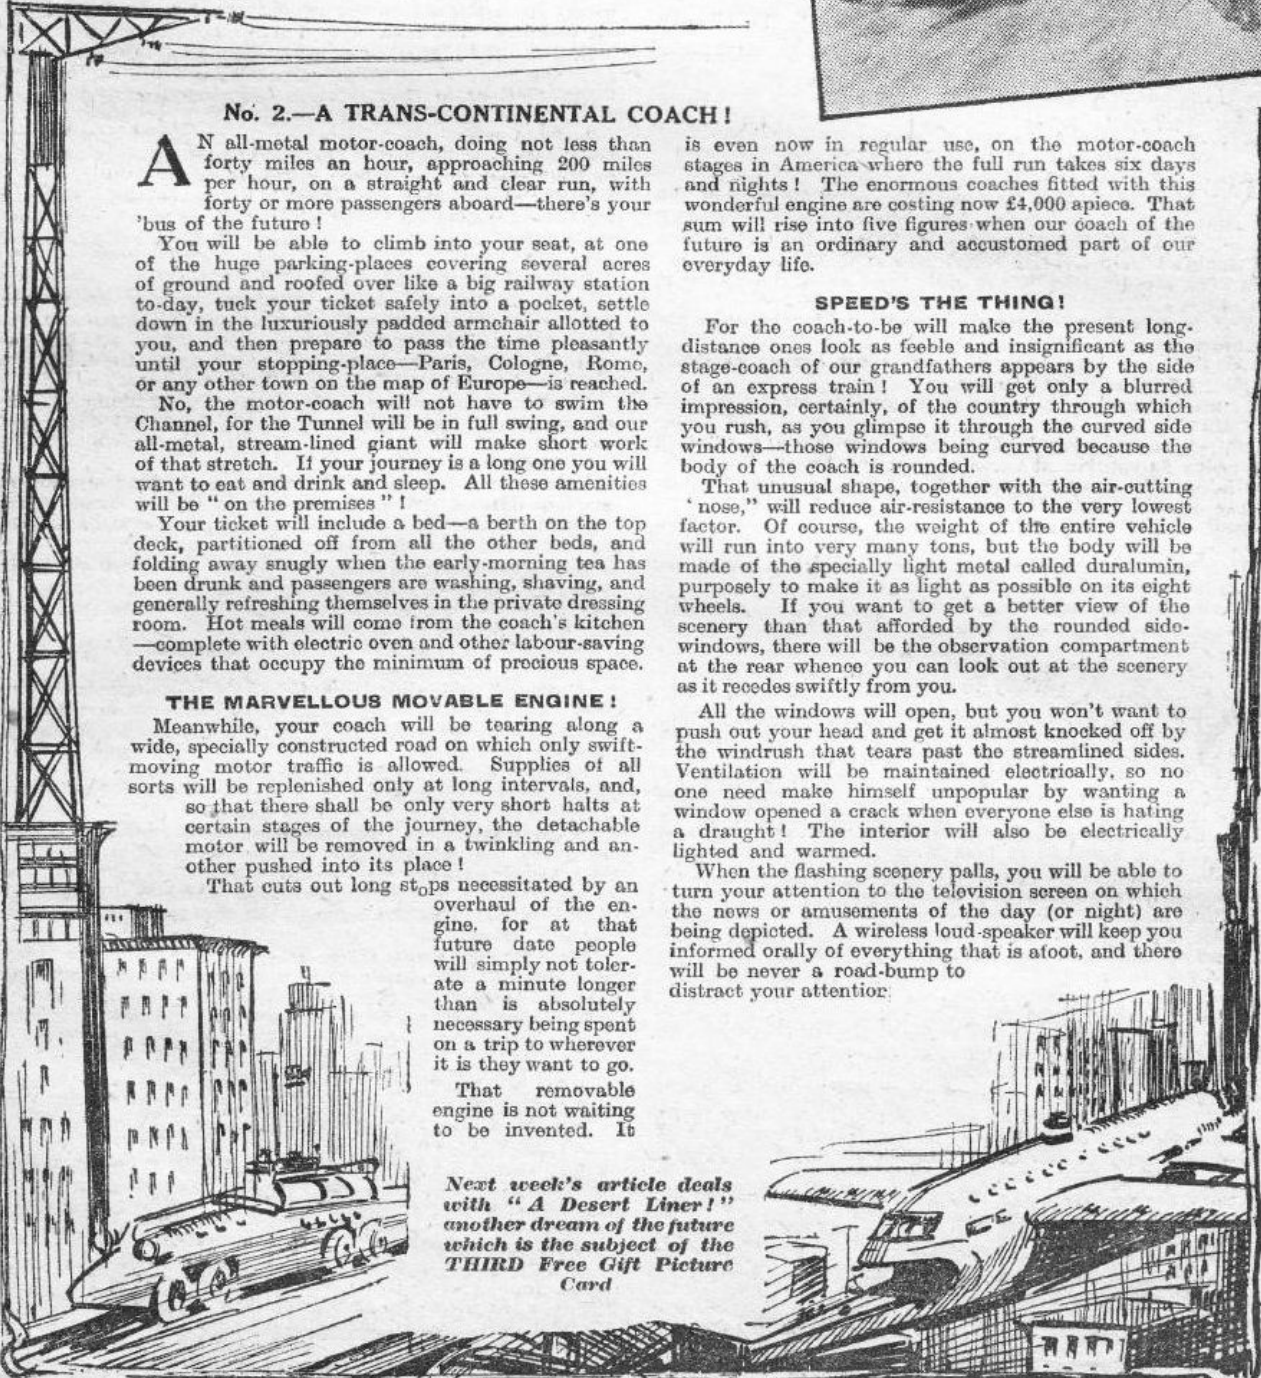 No. 2.—A TRANS-CONTINENTAL COACH!
AN all-metal motor-coach, doing not less than
forty miles an hour, approaching 200 miles
per hour, on a straight and clear run, with
forty or more passengers aboard—there's your
'bus of the future!
You will be able to climb into your seat, at one
of the huge parking-places covering several acres
of ground and roofed over like a big railway station
to-day, tuck your ticket safely into a pocket, settle
down in the luxuriously padded armchair allotted to
you, and then prepare to pass the time pleasantly
until your stopping-place—Paris, Cologne, Rome,
or any other town on the map of Europe—is reached.
No, the motor-coach will not have to swim the
Channel, for the Tunnel will be in full swing, and our
all-metal, stream-lined giant will make short work
of that stretch. If your journey is a long one you will
want to eat and drink and sleep. All these amenities
will be " on the premises "!
Your ticket will include a bed—a berth on the top
deck, partitioned off from all the other beds, and
folding away snugly when the early-morning tea has
been drunk and passengers are washing, shaving, and
generally refreshing themselves in the private dressing
room. Hot meals will come from the coach's kitchen
—complete with electric oven and other labour-saving
devices that occupy the minimum of precious space.
THE MARVELLOUS MOVABLE ENGINE!
Meanwhile, your coach will be tearing along a
wide, specially constructed road on which only swift-
moving motor traffic is allowed. Supplies of all
sorts will be replenished only at long intervals, and,
so that there shall be only very short halts at
certain stages of the journey, the detachable
motor will be removed in a twinkling and an-
other pushed into its place!
That cuts out long stops necessitated by an
overhaul of the en-
gine, for at that
future date people
will simply not toler-
ate a minute longer
than is absolutely
necessary being spent
on a trip to wherever
it is they want to go.
That removable
engine is not waiting
to be invented. It
is even now in regular use, on the motor-coach
stages in America where the full run takes six days
and nights! The enormous coaches fitted with this
wonderful engine are costing now £4,000 apiece. That
sum will rise into five figures when our coach of the
future is an ordinary and accustomed part of our
everyday life.
SPEED'S THE THING!
For the coach-to-be will make the present long-
distance ones look as feeble and insignificant as the
stage-coach of our grandfathers appears by the side
of an express train! You will get only a blurred
impression, certainly, of the country through which
you rush, as you glimpse it through the curved side
windows—those windows being curved because the
body of the coach is rounded.
That unusual shape, together with the air-cutting
' nose," will reduce air-resistance to the very lowest
factor. Of course, the weight of the entire vehicle
will run into very many tons, but the body will be
made of the specially light metal called duralumin,
purposely to make it as light as possible on its eight
wheels. If you want to get a better view of the
scenery than that afforded by the rounded side-
windows, there will be the observation compartment
at the rear whence you can look out at the scenery
as it recedes swiftly from you.
All the windows will open, but you won't want to
push out your head and get it almost knocked off by
the windrush that tears past the streamlined sides.
Ventilation will be maintained electrically, so no
one need make himself unpopular by wanting a
window opened a crack when everyone else is hating
a draught! The interior will also be electrically
lighted and warmed.
When the flashing scenery palls, you will be able to
turn your attention to the television screen on which
the news or amusements of the day (or night) are
being depicted. A wireless loud-speaker will keep you
informed orally of everything that is afoot, and there
will be never a road-bump to
distract your attention
Next week's article deals
with " A Desert Liner!"
another dream of the future
which is the subject of the
THIRD Free Gift Picture
Card